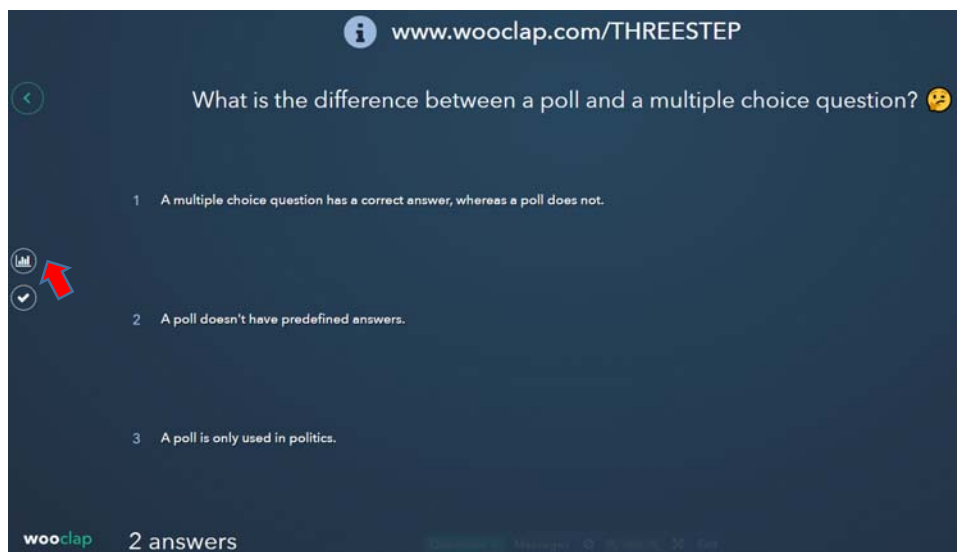 www.wooclap.com/THREESTEP
What is the difference between a poll and a multiple choice question? 🤔
1 A multiple choice question has a correct answer, whereas a poll does not.
2 A poll doesn't have predefined answers.
3 A poll is only used in politics.
wooclap 2 answers